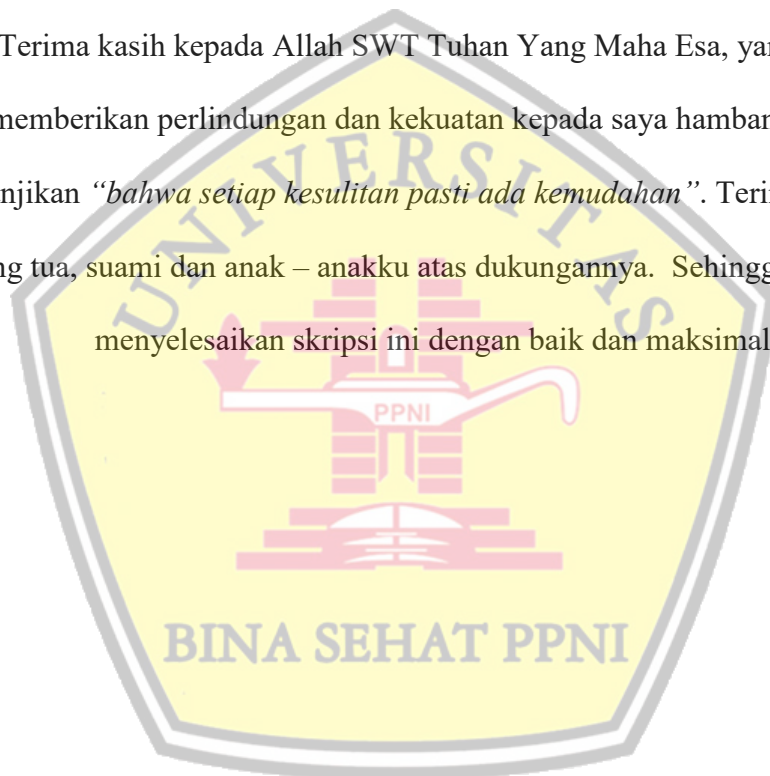 Terima kasih kepada Allah SWT Tuhan Yang Maha Esa, yan
memberikan perlindungan dan kekuatan kepada saya hamban
njikan “bahwa setiap kesulitan pasti ada kemudahan”. Terin
ng tua, suami dan anak – anakku atas dukungannya. Sehingg
menyelesaikan skripsi ini dengan baik dan maksimal
UNIVERSITAS
PPNI
BINA SEHAT PPNI